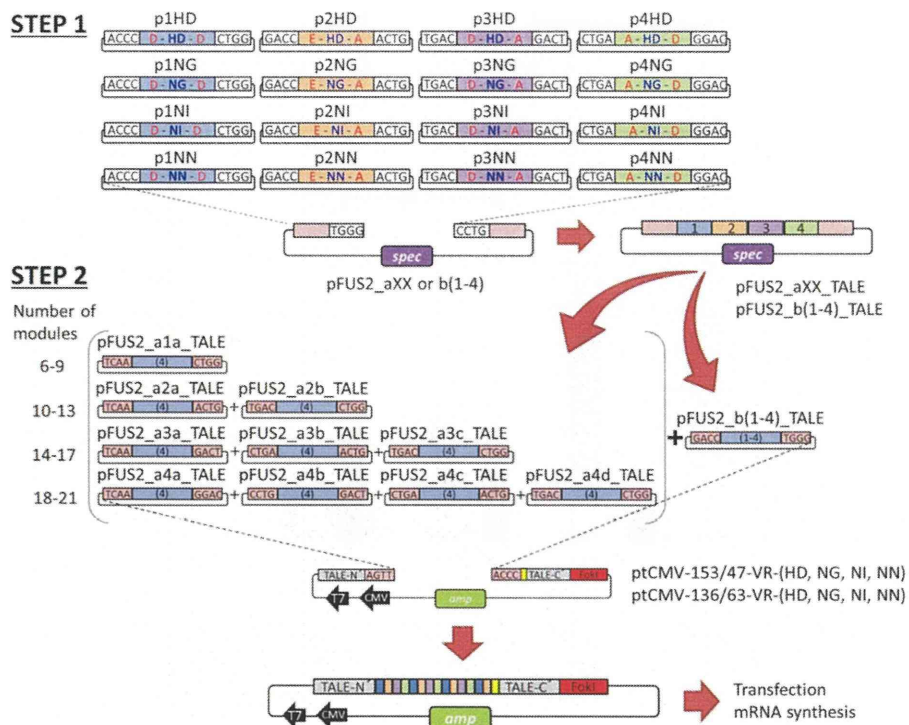 STEP 1
p1HD p2HD p3HD p4HD
ACCC D - HD - D CTGG GACC E - HD - A ACTG TGAC D - HD - A GACT CTGA A - HD - D GGAC
p1NG p2NG p3NG p4NG
ACCC D - NG - D CTGG GACC E - NG - A ACTG TGAC D - NG - A GACT CTGA A - NG - D GGAC
p1NI p2NI p3NI p4NI
ACCC D - NI - D CTGG GACC E - NI - A ACTG TGAC D - NI - A GACT CTGA A - NI - D GGAC
p1NN p2NN p3NN p4NN
ACCC D - NN - D CTGG GACC E - NN - A ACTG TGAC D - NN - A GACT CTGA A - NN - D GGAC
TGGG CCTG
1 2 3 4
spec
spec
pFUS2_aXX or b(1-4)
pFUS2_aXX_TALE
pFUS2_b(1-4)_TALE
STEP 2
Number of
modules
pFUS2_a1a_TALE
6-9
TCAA (4) CTGG
pFUS2_a2a_TALE pFUS2_a2b_TALE
10-13
TCAA (4) ACTG + TGAC (4) CTGG
pFUS2_a3a_TALE pFUS2_a3b_TALE pFUS2_a3c_TALE
14-17
TCAA (4) GACT + CTGA (4) ACTG + TGAC (4) CTGG
pFUS2_a4a_TALE pFUS2_a4b_TALE pFUS2_a4c_TALE pFUS2_a4d_TALE
18-21
TCAA (4) GGAC + CCTG (4) GACT + CTGA (4) ACTG + TGAC (4) CTGG
pFUS2_b(1-4)_TALE
+ GACC (1-4) TGGG
TALE-N´ AGTT ACCC TALE-C´ FokI
T7 CMV amp
ptCMV-153/47-VR-(HD, NG, NI, NN)
ptCMV-136/63-VR-(HD, NG, NI, NN)
TALE-N´ TALE-C´ FokI
T7 CMV amp
Transfection
mRNA synthesis